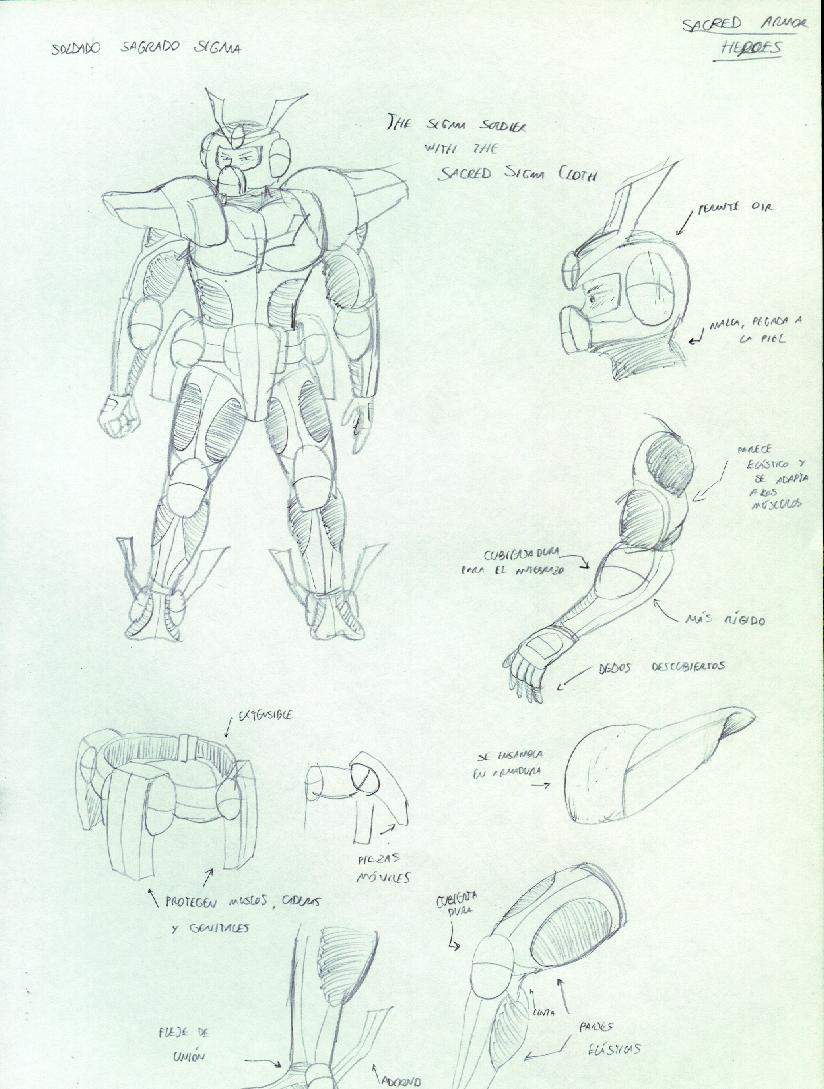 SOLDADO SAGRADO SIGMA
SACRED ARMOR
HEROES
THE SIGMA SOLDIER
WITH THE
SACRED SIGMA CLOTH
PERMITE OIR
MALLA, PEGADA A
LA PIEL
PARECE
ELÁSTICO Y
SE ADAPTA
A LOS
MÚSCULOS
CUBIERTA DURA
PARA EL ANTEBRAZO
MÁS RÍGIDO
DEDOS DESCUBIERTOS
EXTENSIBLE
SE ENSAMBLA
EN ARMADURA
PIEZAS
MÓVILES
PROTEGEN MUSLOS, CADERAS
Y GENITALES
CUBIERTA
DURA
JUNTA
PARTES
ELÁSTICAS
FLEJE DE
UNIÓN
ADORNO